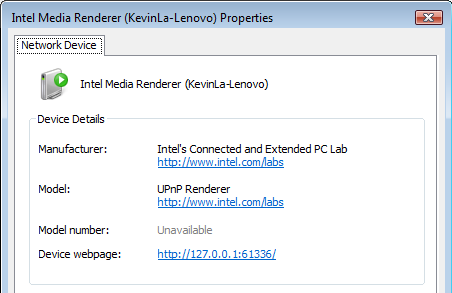 Intel Media Renderer (KevinLa-Lenovo) Properties
Network Device
Intel Media Renderer (KevinLa-Lenovo)
Device Details
Manufacturer: Intel's Connected and Extended PC Lab
http://www.intel.com/labs
Model: UPnP Renderer
http://www.intel.com/labs
Model number: Unavailable
Device webpage: http://127.0.0.1:61336/